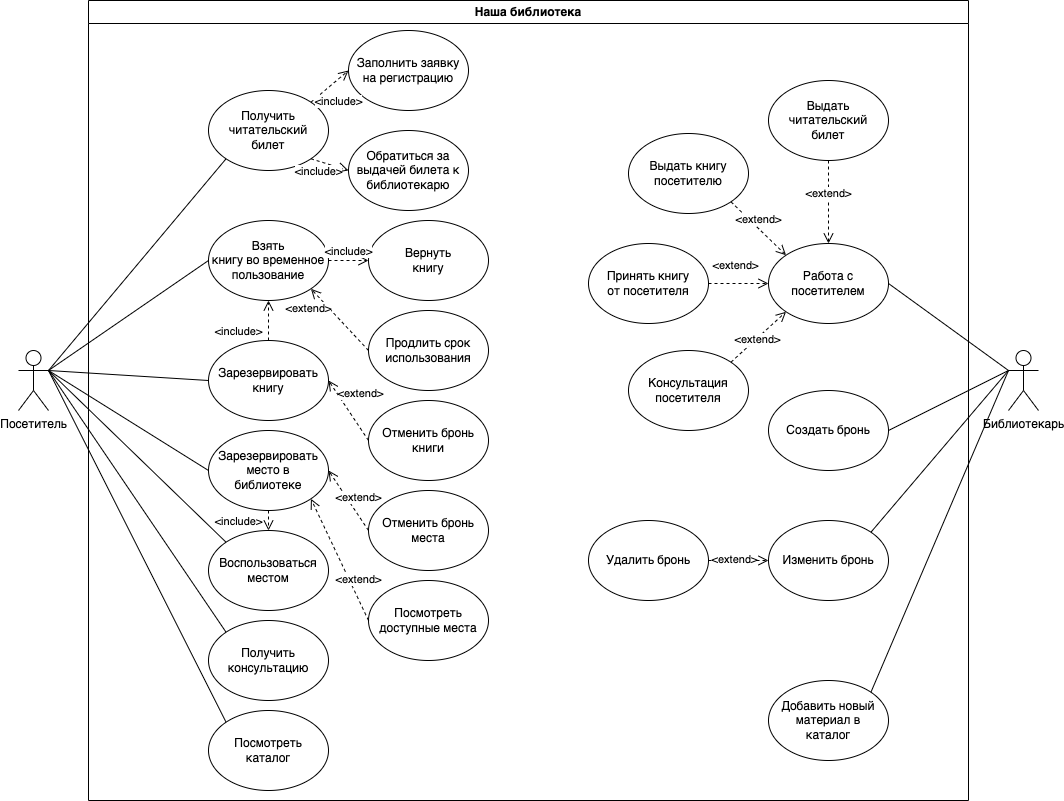 Наша библиотека
Заполнить заявку
на регистрацию
<include>
Получить
читательский
билет
Обратиться за
выдачей билета к
библиотекарю
<include>
Взять
книгу во временное
пользование
<include>
Вернуть
книгу
<extend>
<include>
Продлить срок
использования
Зарезервировать
книгу
<extend>
Отменить бронь
книги
Зарезервировать
место в
библиотеке
<extend>
<include>
Отменить бронь
места
Воспользоваться
местом
<extend>
Посмотреть
доступные места
Получить
консультацию
Посмотреть
каталог
Посетитель
Выдать
читательский
билет
Выдать книгу
посетителю
<extend>
<extend>
Принять книгу
от посетителя
<extend>
Работа с
посетителем
<extend>
Консультация
посетителя
Создать бронь
Удалить бронь
<extend>
Изменить бронь
Добавить новый
материал в
каталог
Библиотекарь